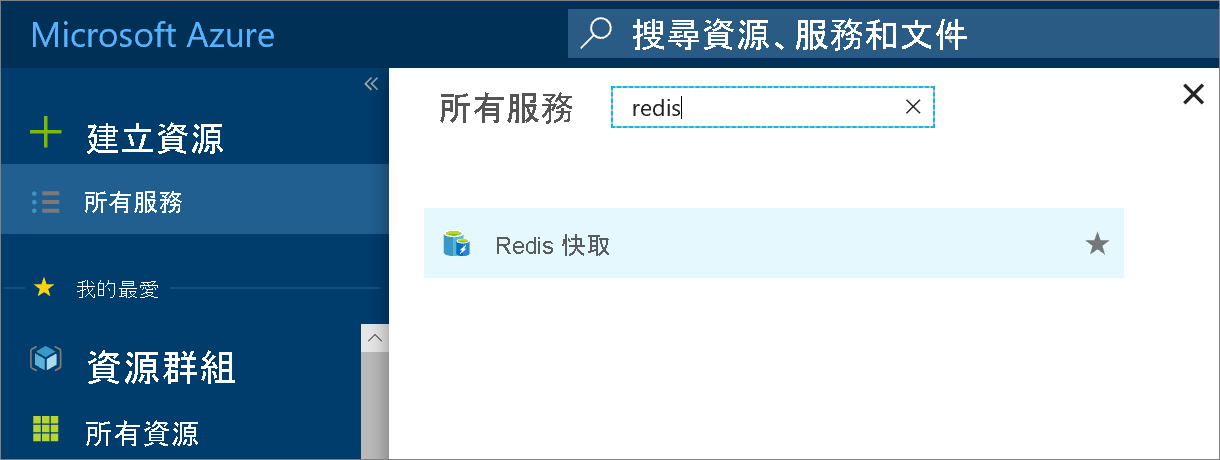 Microsoft Azure
搜尋資源、服務和文件
建立資源
所有服務
我的最愛
資源群組
所有資源
所有服務
redis
Redis 快取